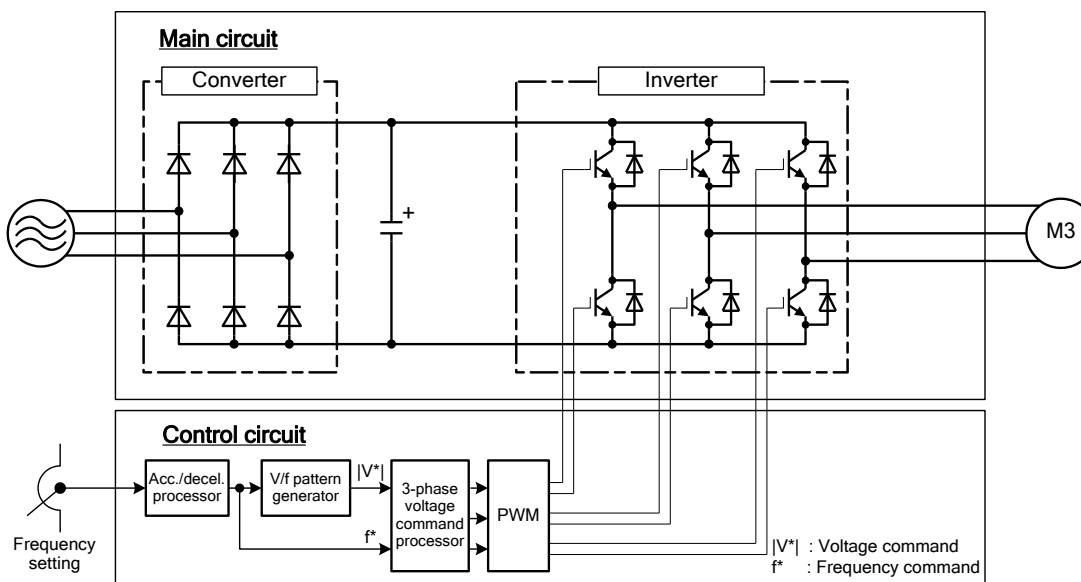 Main circuit
Converter
Inverter
+
M3
Control circuit
Acc./decel.
processor
V/f pattern
generator
|V*|
f*
3-phase
voltage
command
processor
PWM
Frequency
setting
|V*| : Voltage command
f* : Frequency command